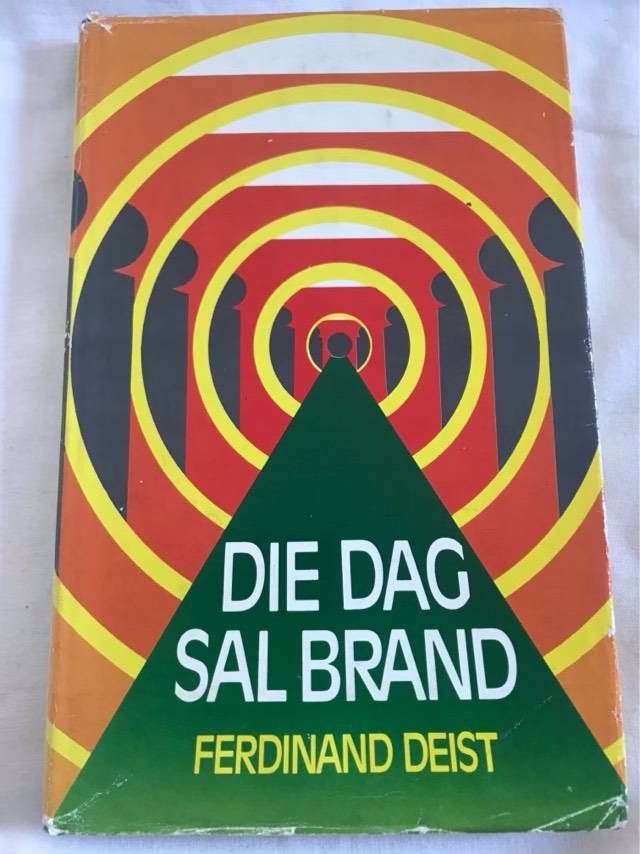 DIE DAG
SAL BRAND
FERDINAND DEIST